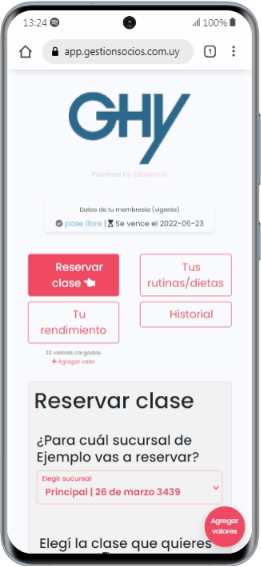 13:24
100%
app.gestionsocios.com.uy
1
GHY
Powered by
Datos de tu membresía (vigente)
pase libre | Se vence el 2022-06-23
Reservar
clase
Tus
rutinas/dietas
Tu
rendimiento
Historial
valores cargados.
+Agregar valor
Reservar clase
¿Para cuál sucursal de
Ejemplo vas a reservar?
Elegir sucursal
Principal | 26 de marzo 3439
Agregar
valores
Elegí la clase que quieres